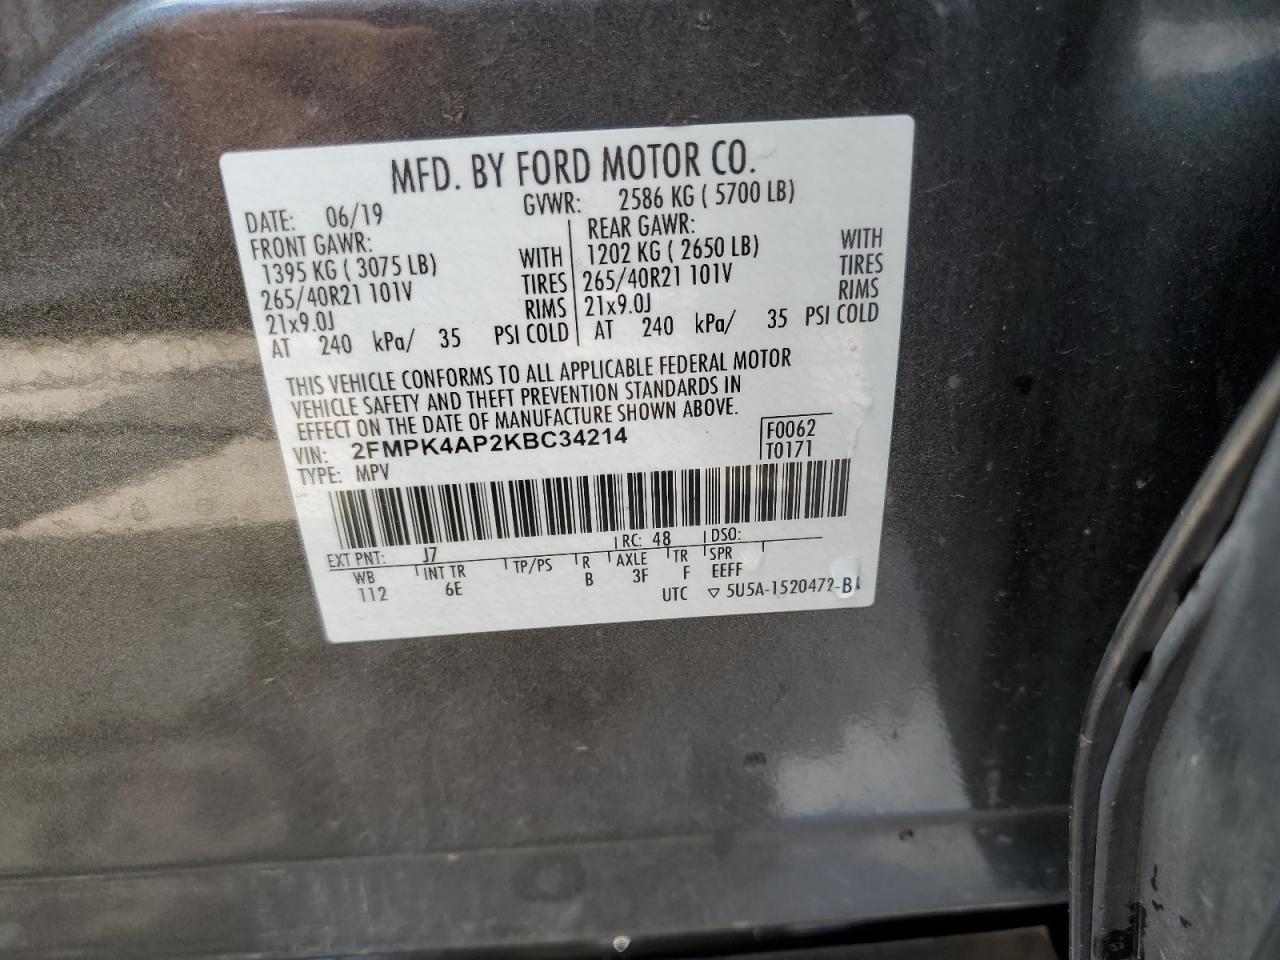 MFD. BY FORD MOTOR CO.
DATE: 06/19 GVWR: 2586 KG ( 5700 LB)
FRONT GAWR: REAR GAWR:
1395 KG ( 3075 LB) WITH 1202 KG ( 2650 LB) WITH
265/40R21 101V TIRES 265/40R21 101V TIRES
21x9.0J RIMS 21x9.0J RIMS
AT 240 kPa/ 35 PSI COLD AT 240 kPa/ 35 PSI COLD
THIS VEHICLE CONFORMS TO ALL APPLICABLE FEDERAL MOTOR
VEHICLE SAFETY AND THEFT PREVENTION STANDARDS IN
EFFECT ON THE DATE OF MANUFACTURE SHOWN ABOVE.
VIN: 2FMPK4AP2KBC34214 F0062
TYPE: MPV T0171
EXT PNT: J7 RC: 48 DSO:
WB INT TR TP/PS R AXLE TR SPR
112 6E B 3F F EEFF
UTC ▽ 5U5A-1520472-B